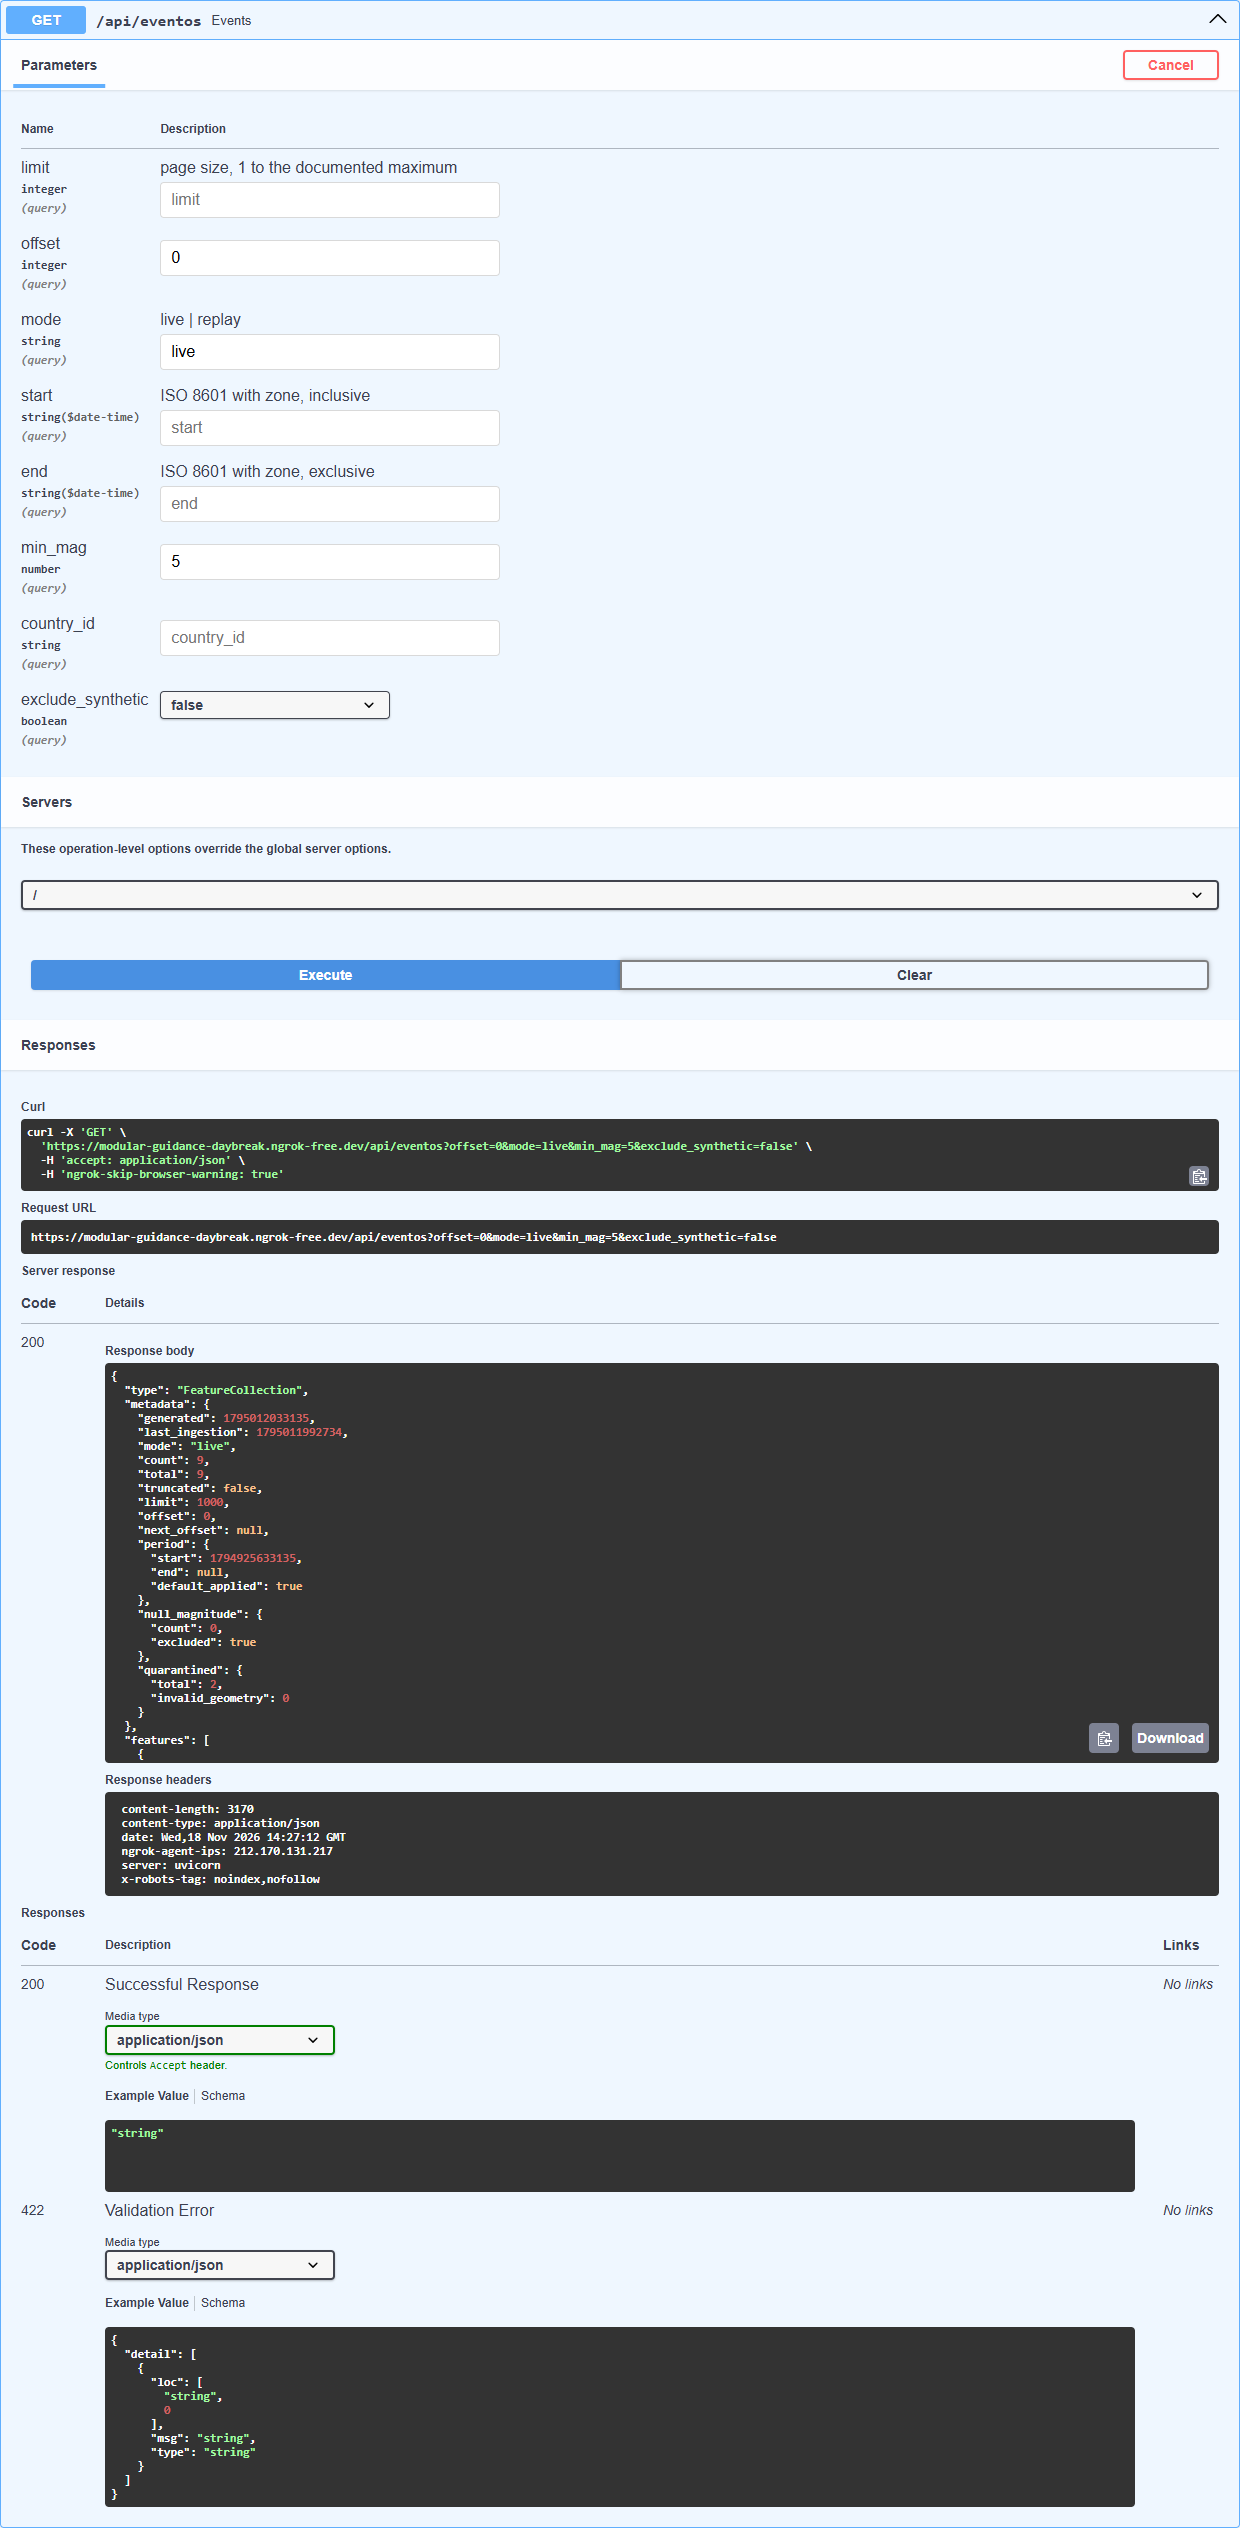 GET /api/eventos Events
Parameters
Cancel
Name Description
limit page size, 1 to the documented maximum
integer
(query)
limit
offset
integer
(query)
0
mode live | replay
string
(query)
live
start ISO 8601 with zone, inclusive
string($date-time)
(query)
start
end ISO 8601 with zone, exclusive
string($date-time)
(query)
end
min_mag
number
(query)
5
country_id
string
(query)
country_id
exclude_synthetic
boolean
(query)
false
Servers
These operation-level options override the global server options.
/
Execute Clear
Responses
Curl
curl -X 'GET' \
'https://modular-guidance-daybreak.ngrok-free.dev/api/eventos?offset=0&mode=live&min_mag=5&exclude_synthetic=false' \
-H 'accept: application/json' \
-H 'ngrok-skip-browser-warning: true'
Request URL
https://modular-guidance-daybreak.ngrok-free.dev/api/eventos?offset=0&mode=live&min_mag=5&exclude_synthetic=false
Server response
Code Details
200
Response body
{
"type": "FeatureCollection",
"metadata": {
"generated": 1795012033135,
"last_ingestion": 1795011992734,
"mode": "live",
"count": 9,
"total": 9,
"truncated": false,
"limit": 1000,
"offset": 0,
"next_offset": null,
"period": {
"start": 1794925633135,
"end": null,
"default_applied": true
},
"null_magnitude": {
"count": 0,
"excluded": true
},
"quarantined": {
"total": 2,
"invalid_geometry": 0
}
},
"features": [
{
Download
Response headers
content-length: 3170
content-type: application/json
date: Wed,18 Nov 2026 14:27:12 GMT
ngrok-agent-ips: 212.170.131.217
server: uvicorn
x-robots-tag: noindex,nofollow
Responses
Code Description Links
200 Successful Response No links
Media type
application/json
Controls Accept header.
Example Value Schema
"string"
422 Validation Error No links
Media type
application/json
Example Value Schema
{
"detail": [
{
"loc": [
"string",
0
],
"msg": "string",
"type": "string"
}
]
}